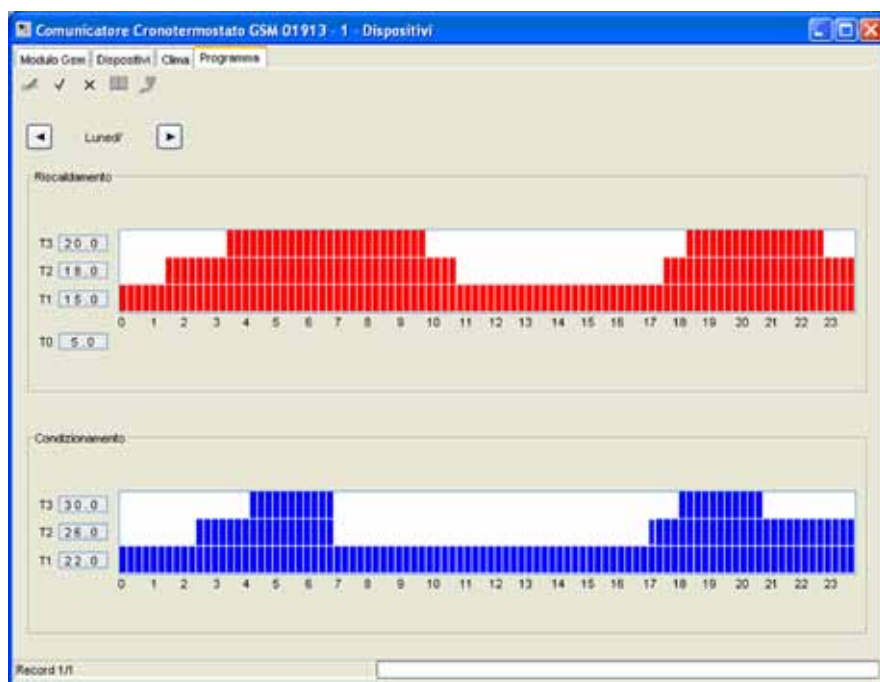 Comunicatore Cronotermostato GSM 01913 - 1 - Dispositivi
Modulo Gsm Dispositivi Clima Programma
Lunedi'
Riscaldamento
T3 20.0
T2 18.0
T1 15.0
0 1 2 3 4 5 6 7 8 9 10 11 12 13 14 15 16 17 18 19 20 21 22 23
T0 5.0
Condizionamento
T3 30.0
T2 26.0
T1 22.0
0 1 2 3 4 5 6 7 8 9 10 11 12 13 14 15 16 17 18 19 20 21 22 23
Record 1/1